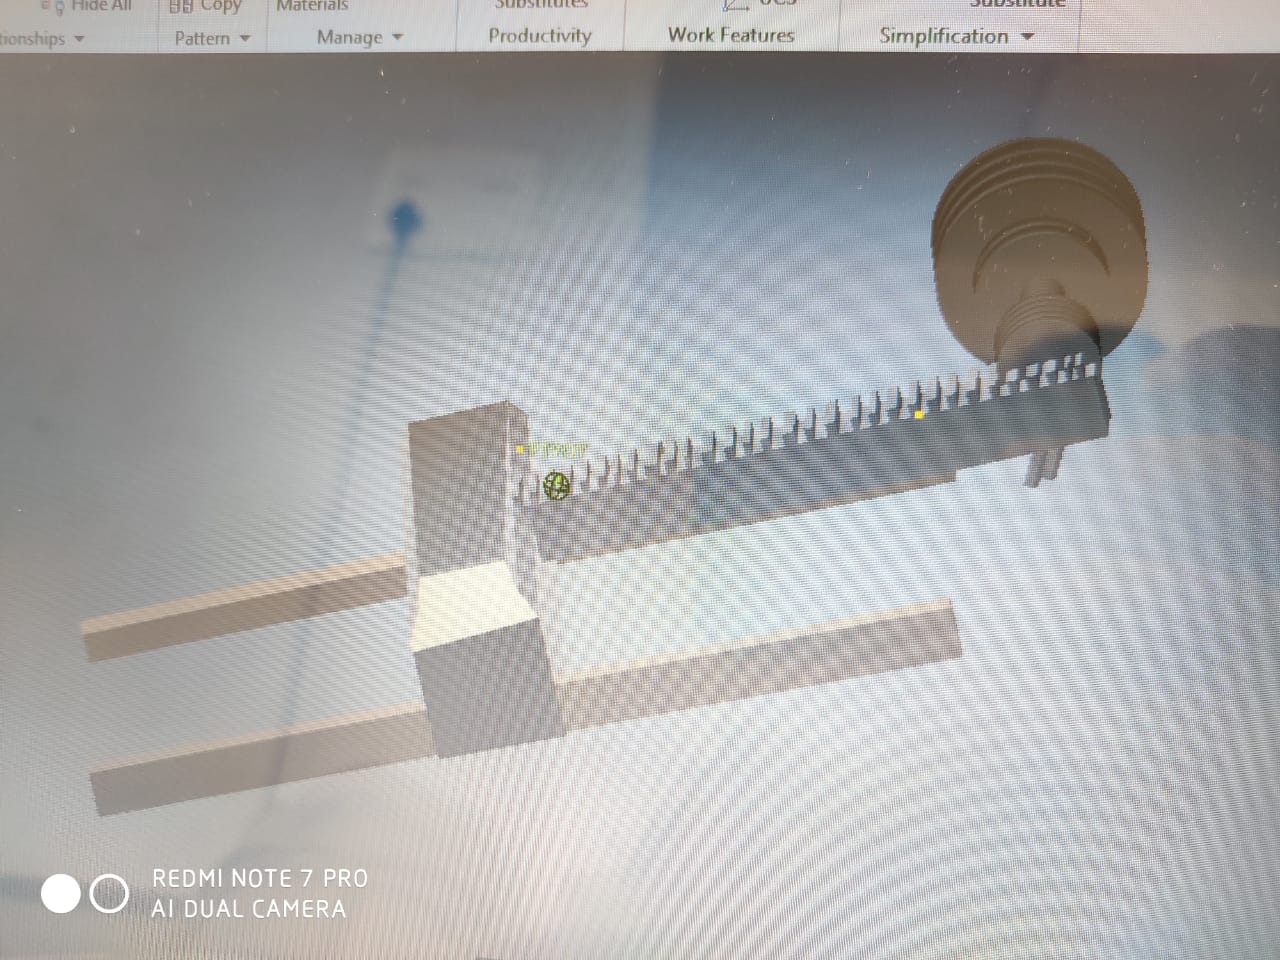 Hide All
Copy
Materials
Substitutes
UCS
Substitute
Pattern
Manage
Productivity
Work Features
Simplification
REDMI NOTE 7 PRO
AI DUAL CAMERA